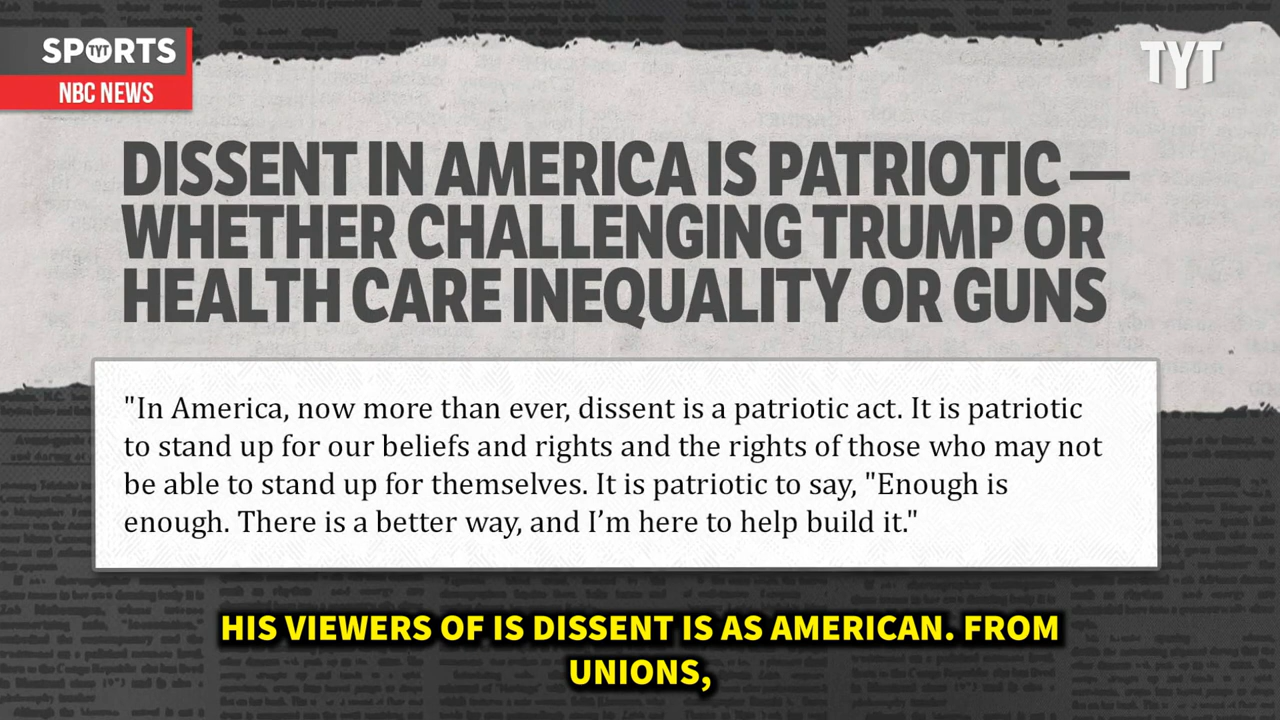 SPORTS
TYT
NBC NEWS
TYT
DISSENT IN AMERICA IS PATRIOTIC —
WHETHER CHALLENGING TRUMP OR
HEALTH CARE INEQUALITY OR GUNS
"In America, now more than ever, dissent is a patriotic act. It is patriotic
to stand up for our beliefs and rights and the rights of those who may not
be able to stand up for themselves. It is patriotic to say, "Enough is
enough. There is a better way, and I’m here to help build it."
HIS VIEWERS OF IS DISSENT IS AS AMERICAN. FROM
UNIONS,